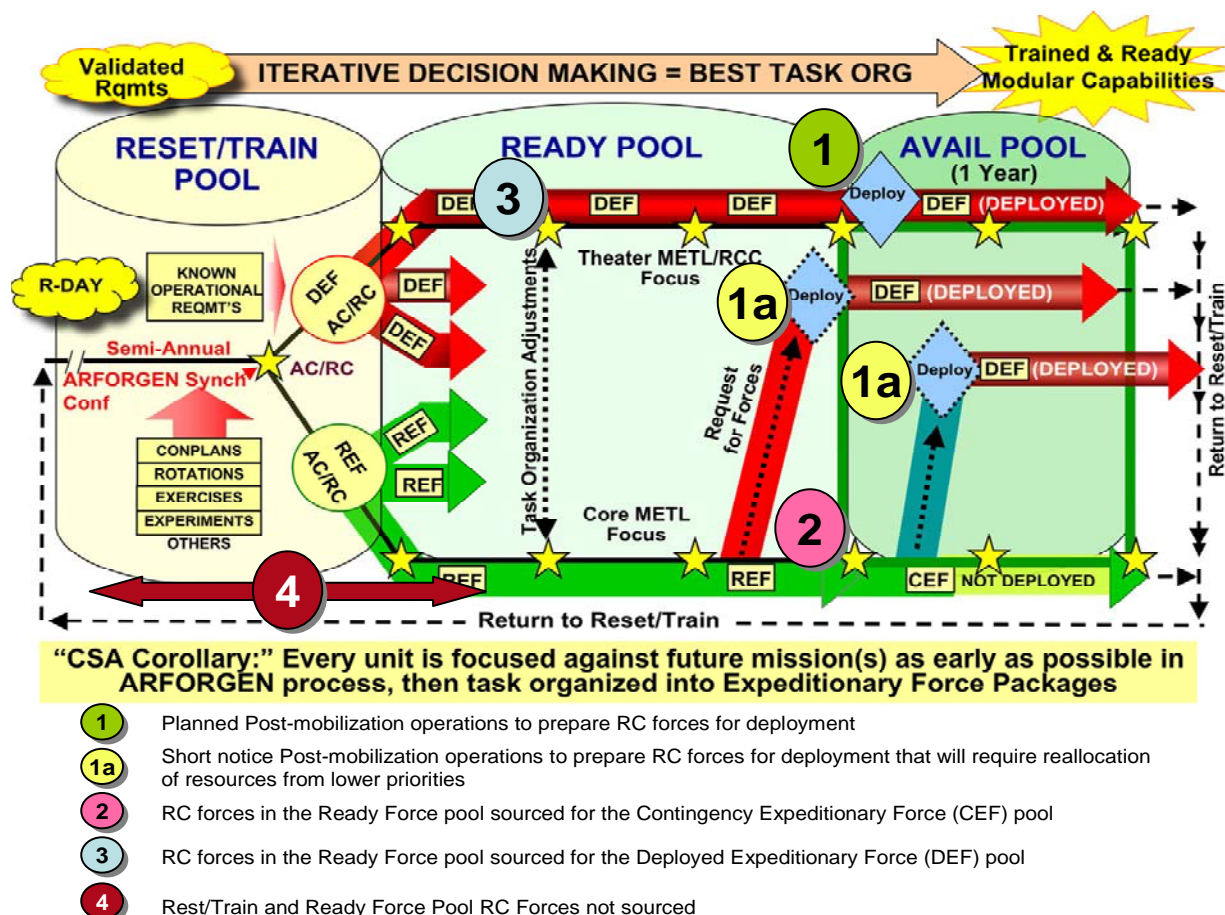 Validated
Rqmts
ITERATIVE DECISION MAKING = BEST TASK ORG
Trained & Ready
Modular Capabilities
RESET/TRAIN
POOL
READY POOL
1
AVAIL POOL
(1 Year)
Deploy
DEF
3
DEF
DEF
DEF (DEPLOYED)
R-DAY
KNOWN
OPERATIONAL
REQMT'S
DEF
AC/RC
DEF
DEF
Theater METL/RCC
Focus
1a
Deploy
DEF (DEPLOYED)
Semi-Annual
ARFORGEN Synch
Conf
AC/RC
Task Organization Adjustments
Request
for Forces
1a
Deploy
DEF (DEPLOYED)
Return to Reset/Train
CONPLANS
ROTATIONS
EXERCISES
EXPERIMENTS
OTHERS
REF
AC/RC
REF
REF
Core METL
Focus
2
4
REF
REF
CEF NOT DEPLOYED
Return to Reset/Train
"CSA Corollary:" Every unit is focused against future mission(s) as early as possible in
ARFORGEN process, then task organized into Expeditionary Force Packages
1 Planned Post-mobilization operations to prepare RC forces for deployment
1a Short notice Post-mobilization operations to prepare RC forces for deployment that will require reallocation
of resources from lower priorities
2 RC forces in the Ready Force pool sourced for the Contingency Expeditionary Force (CEF) pool
3 RC forces in the Ready Force pool sourced for the Deployed Expeditionary Force (DEF) pool
4 Rest/Train and Ready Force Pool RC Forces not sourced